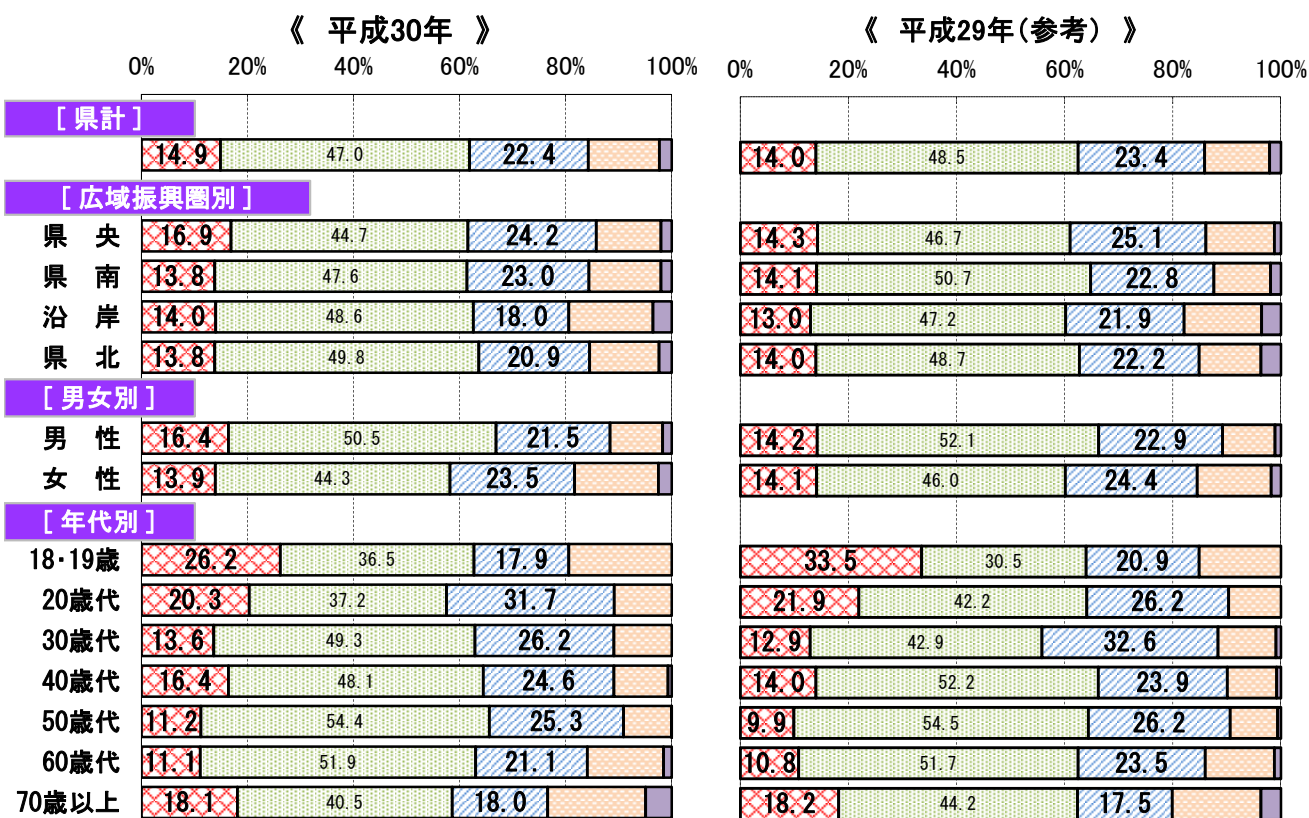 《 平成30年 》 《 平成29年(参考) 》
0% 20% 40% 60% 80% 100% 0% 20% 40% 60% 80% 100%
[ 県計 ]
14.9 47.0 22.4 14.0 48.5 23.4
[ 広域振興圏別 ]
県 央 16.9 44.7 24.2 14.3 46.7 25.1
県 南 13.8 47.6 23.0 14.1 50.7 22.8
沿 岸 14.0 48.6 18.0 13.0 47.2 21.9
県 北 13.8 49.8 20.9 14.0 48.7 22.2
[ 男女別 ]
男 性 16.4 50.5 21.5 14.2 52.1 22.9
女 性 13.9 44.3 23.5 14.1 46.0 24.4
[ 年代別 ]
18・19歳 26.2 36.5 17.9 33.5 30.5 20.9
20歳代 20.3 37.2 31.7 21.9 42.2 26.2
30歳代 13.6 49.3 26.2 12.9 42.9 32.6
40歳代 16.4 48.1 24.6 14.0 52.2 23.9
50歳代 11.2 54.4 25.3 9.9 54.5 26.2
60歳代 11.1 51.9 21.1 10.8 51.7 23.5
70歳以上 18.1 40.5 18.0 18.2 44.2 17.5